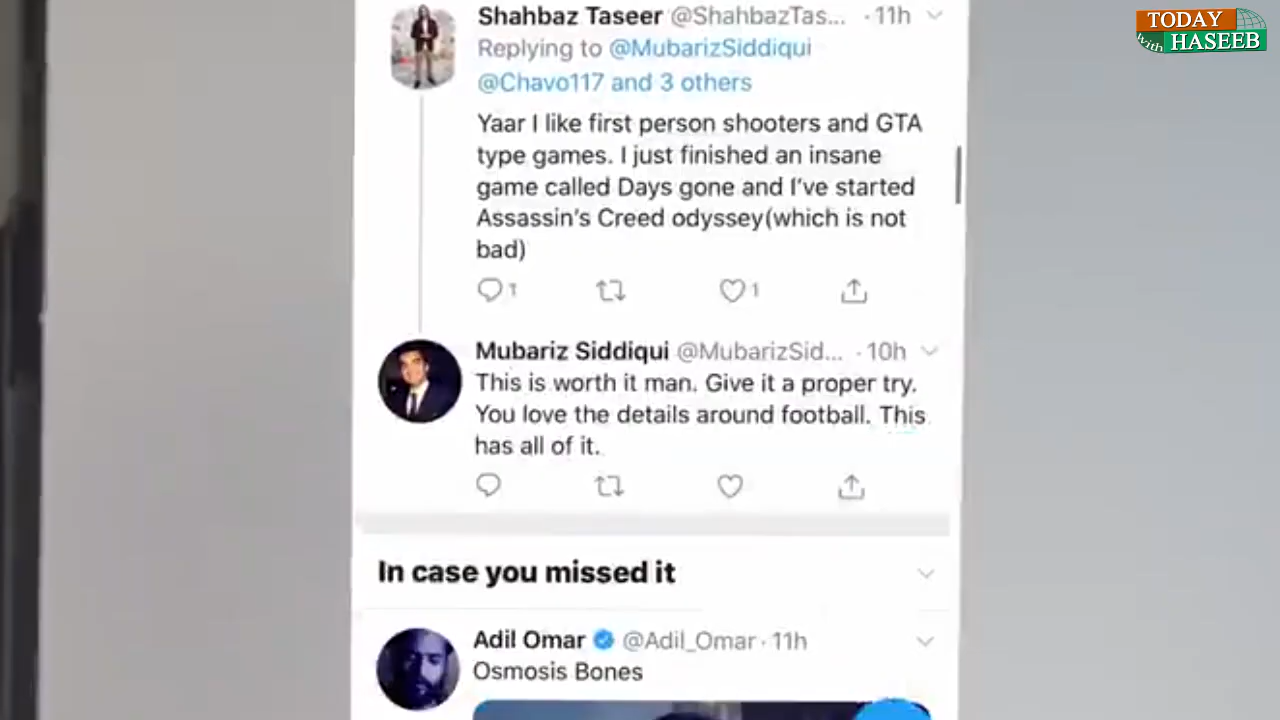 TODAY
with HASEEB
Shahbaz Taseer @ShahbazTas... · 11h
Replying to @MubarizSiddiqui
@Chavo117 and 3 others
Yaar I like first person shooters and GTA
type games. I just finished an insane
game called Days gone and I've started
Assassin's Creed odyssey(which is not
bad)
1 1
Mubariz Siddiqui @MubarizSid... · 10h
This is worth it man. Give it a proper try.
You love the details around football. This
has all of it.
In case you missed it
Adil Omar @Adil_Omar · 11h
Osmosis Bones